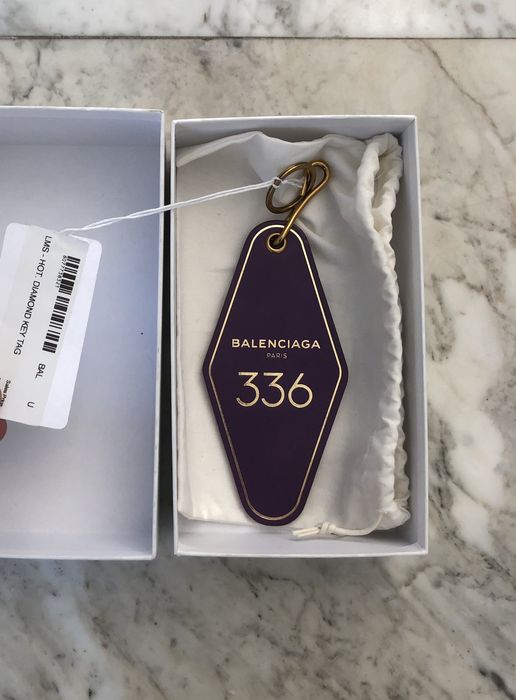 LMS - HOT. DIAMOND KEY TAG
BAL
U
BALENCIAGA
PARIS
336